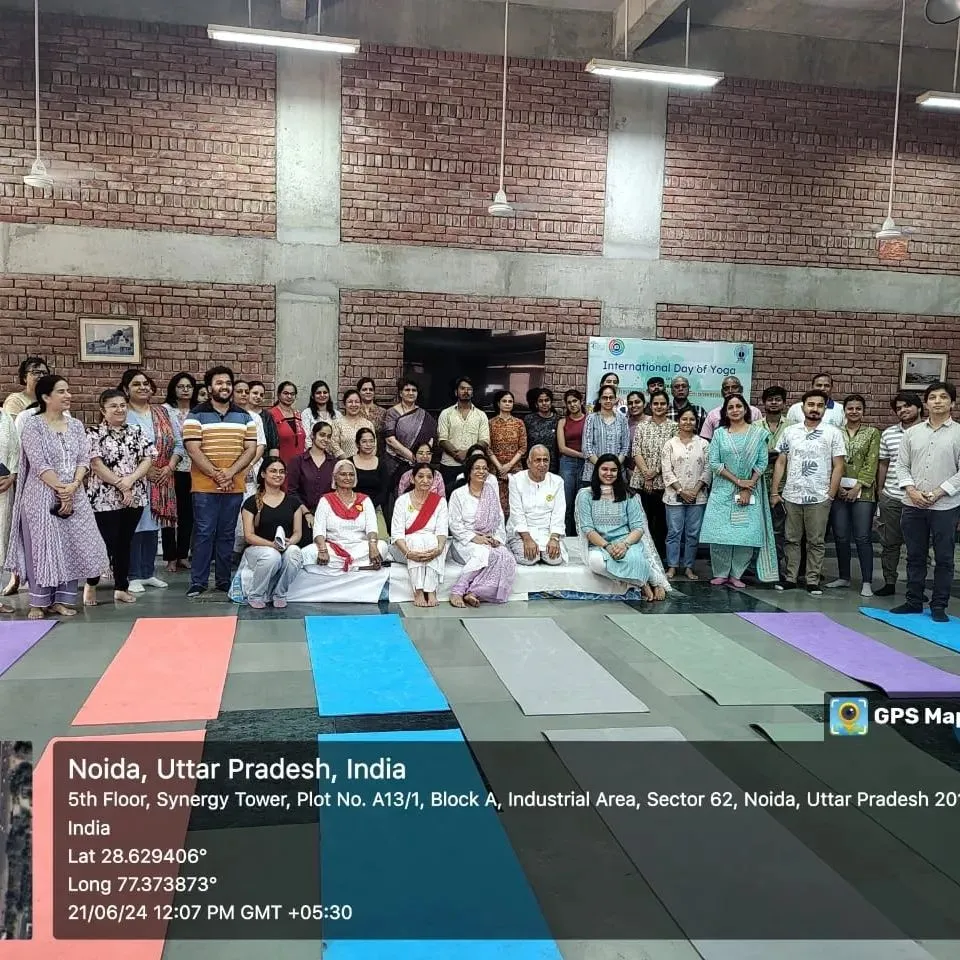 International Day of Yoga
GPS Map
Noida, Uttar Pradesh, India
5th Floor, Synergy Tower, Plot No. A13/1, Block A, Industrial Area, Sector 62, Noida, Uttar Pradesh 201
India
Lat 28.629406°
Long 77.373873°
21/06/24 12:07 PM GMT +05:30